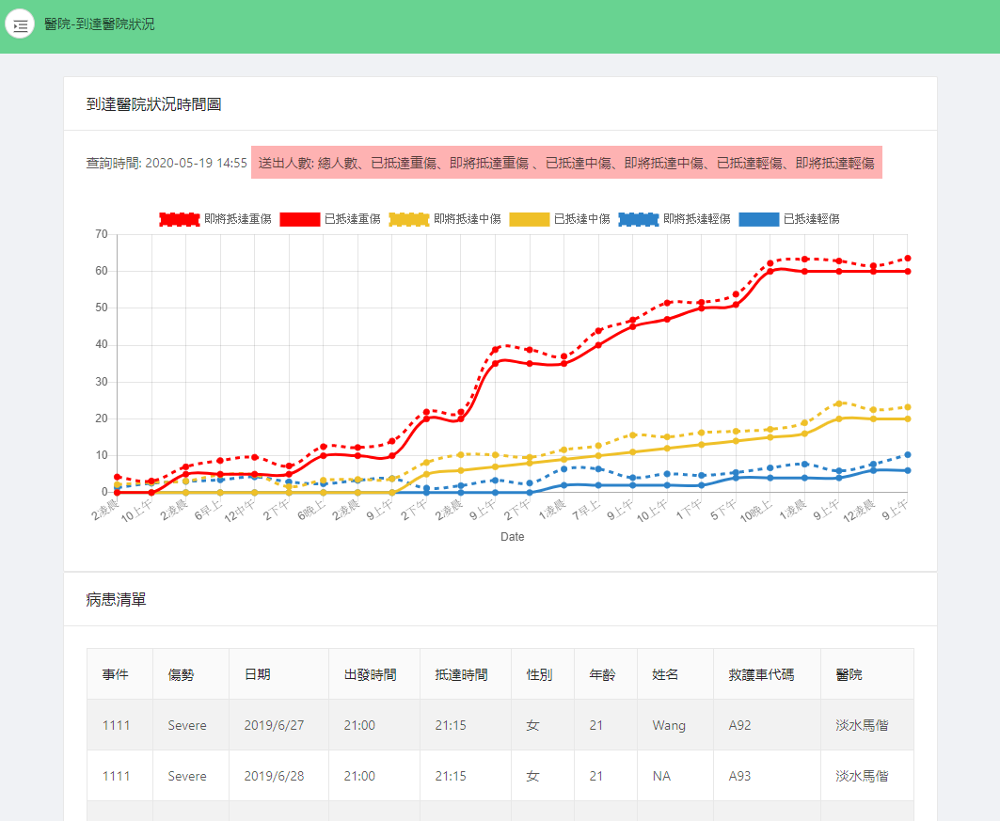 醫院-到達醫院狀況
到達醫院狀況時間圖
查詢時間: 2020-05-19 14:55 送出人數: 總人數、已抵達重傷、即將抵達重傷 、已抵達中傷、即將抵達中傷、已抵達輕傷、即將抵達輕傷
即將抵達重傷 已抵達重傷 即將抵達中傷 已抵達中傷 即將抵達輕傷 已抵達輕傷
70
60
50
40
30
20
10
0
2凌晨 10上午 2凌晨 6早上 12中午 2下午 6晚上 2凌晨 9上午 2下午 2凌晨 9上午 2下午 1凌晨 7早上 9上午 10上午 1下午 5下午 10晚上 1凌晨 9上午 12凌晨 9上午
Date
病患清單
事件 傷勢 日期 出發時間 抵達時間 性別 年齡 姓名 救護車代碼 醫院
1111 Severe 2019/6/27 21:00 21:15 女 21 Wang A92 淡水馬偕
1111 Severe 2019/6/28 21:00 21:15 女 21 NA A93 淡水馬偕